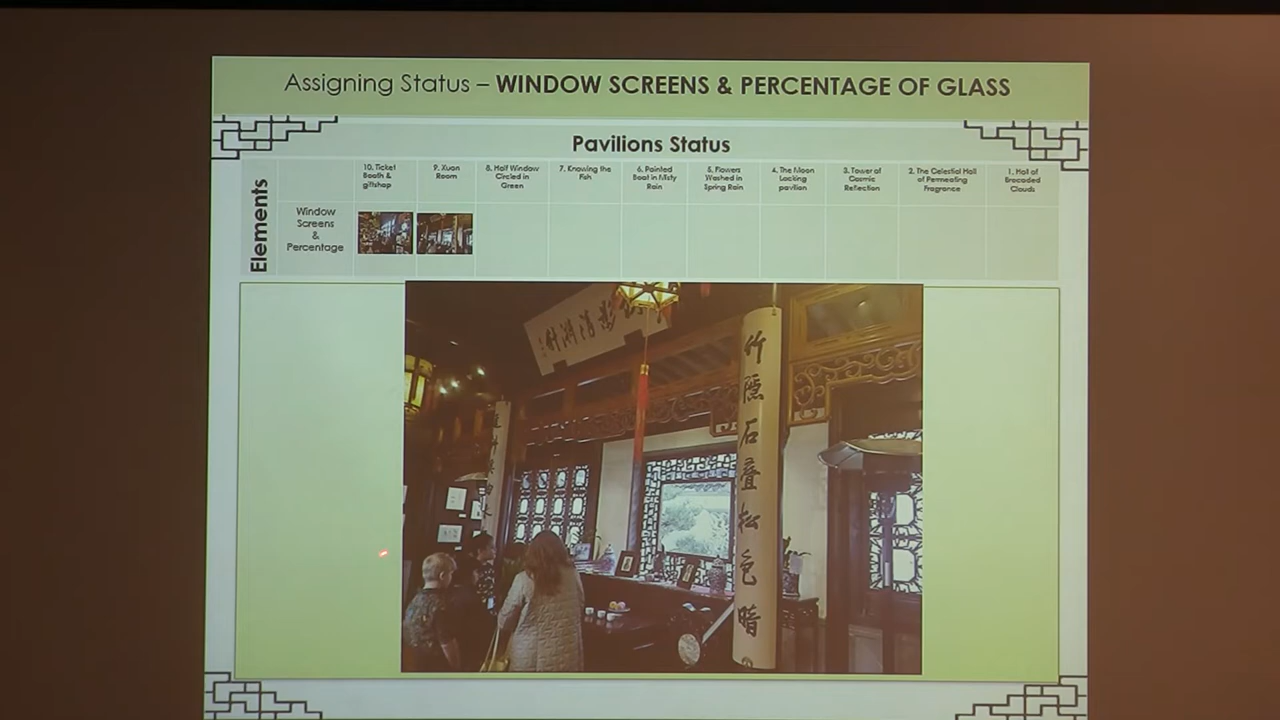 Assigning Status – WINDOW SCREENS & PERCENTAGE OF GLASS
Pavilions Status
Elements
10. Ticket
Booth &
giftshop
9. Xuan
Room
8. Half Window
Circled in
Green
7. Knowing the
Fish
6. Painted
Boat in Misty
Rain
5. Flowers
Washed in
Spring Rain
4. The Moon
Locking
pavilion
3. Tower of
Cosmic
Reflection
2. The Celestial Hall
of Permeating
Fragrance
1. Hall of
Brocaded
Clouds
Window
Screens
&
Percentage
竹隱石疊松色暗